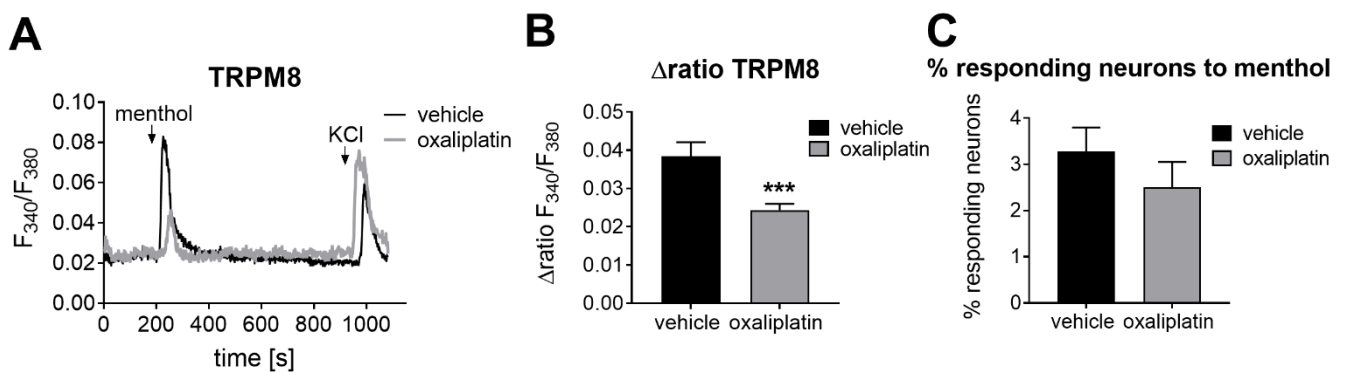 A
TRPM8
0.10
0.08
0.06
0.04
0.02
0.00
F340/F380
menthol
KCl
vehicle
oxaliplatin
0 200 400 600 800 1000
time [s]
B
Δratio TRPM8
0.05
0.04
0.03
0.02
0.01
0.00
Δratio F340/F380
***
vehicle
oxaliplatin
vehicle oxaliplatin
C
% responding neurons to menthol
4
3
2
1
0
% responding neurons
vehicle
oxaliplatin
vehicle oxaliplatin